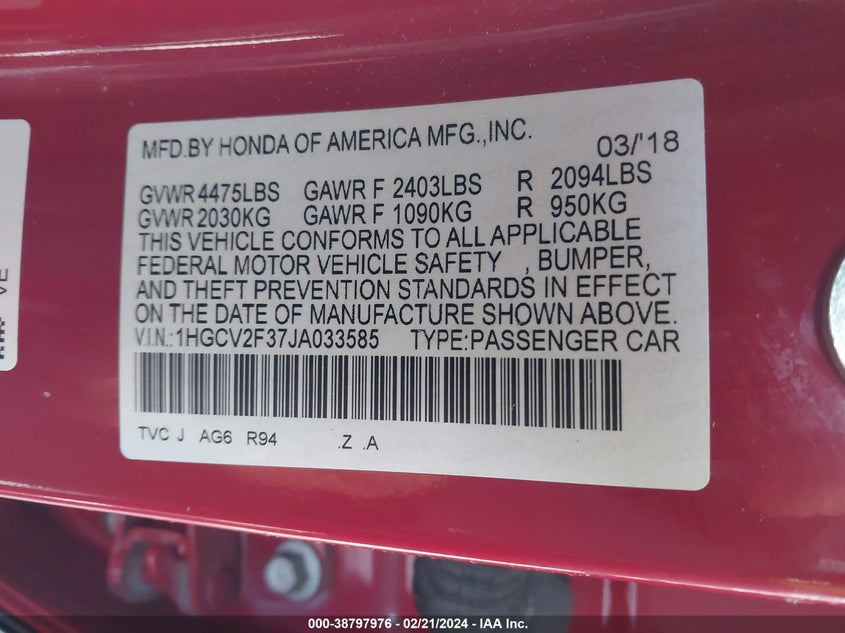 MFD.BY HONDA OF AMERICA MFG.,INC. 03/'18
GVWR 4475LBS GAWR F 2403LBS R 2094LBS
GVWR 2030KG GAWR F 1090KG R 950KG
THIS VEHICLE CONFORMS TO ALL APPLICABLE
FEDERAL MOTOR VEHICLE SAFETY , BUMPER,
AND THEFT PREVENTION STANDARDS IN EFFECT
ON THE DATE OF MANUFACTURE SHOWN ABOVE.
V.I.N.:1HGCV2F37JA033585 TYPE:PASSENGER CAR
TVC J AG6 R94 .Z .A
VE
000-38797976 - 02/21/2024 - IAA Inc.